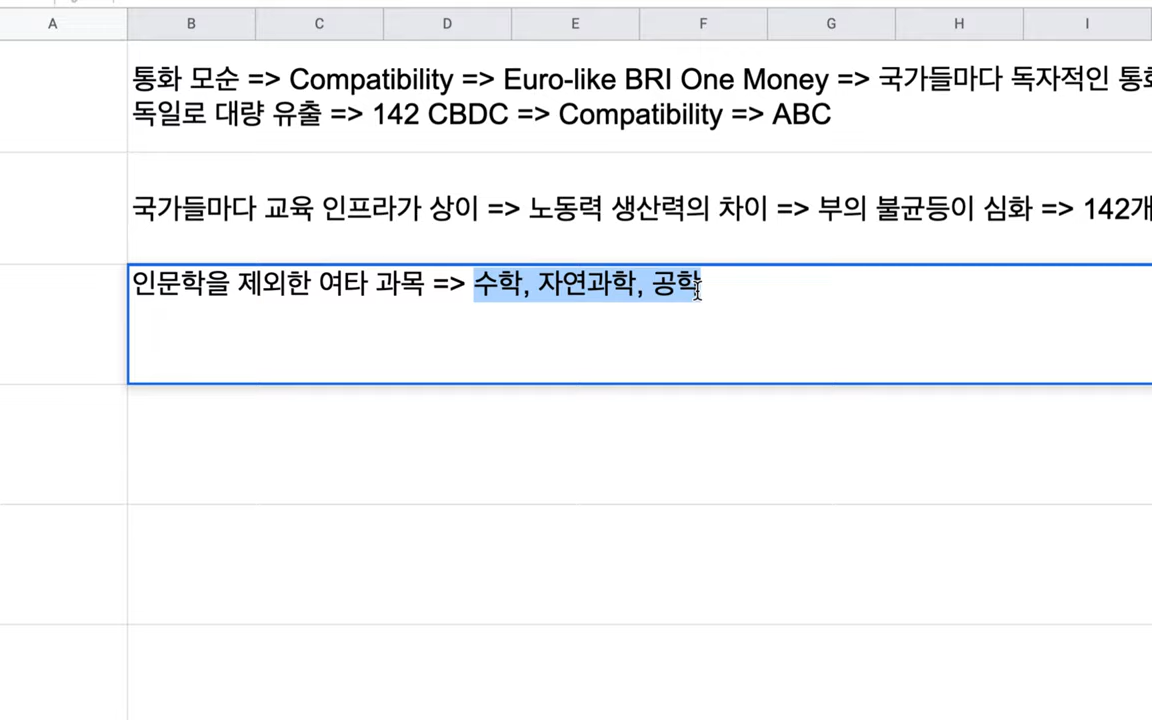 A B C D E F G H I
통화 모순 => Compatibility => Euro-like BRI One Money => 국가들마다 독자적인
독일로 대량 유출 => 142 CBDC => Compatibility => ABC
국가들마다 교육 인프라가 상이 => 노동력 생산력의 차이 => 부의 불균등이 심화 => 142개
인문학을 제외한 여타 과목 => 수학, 자연과학, 공학